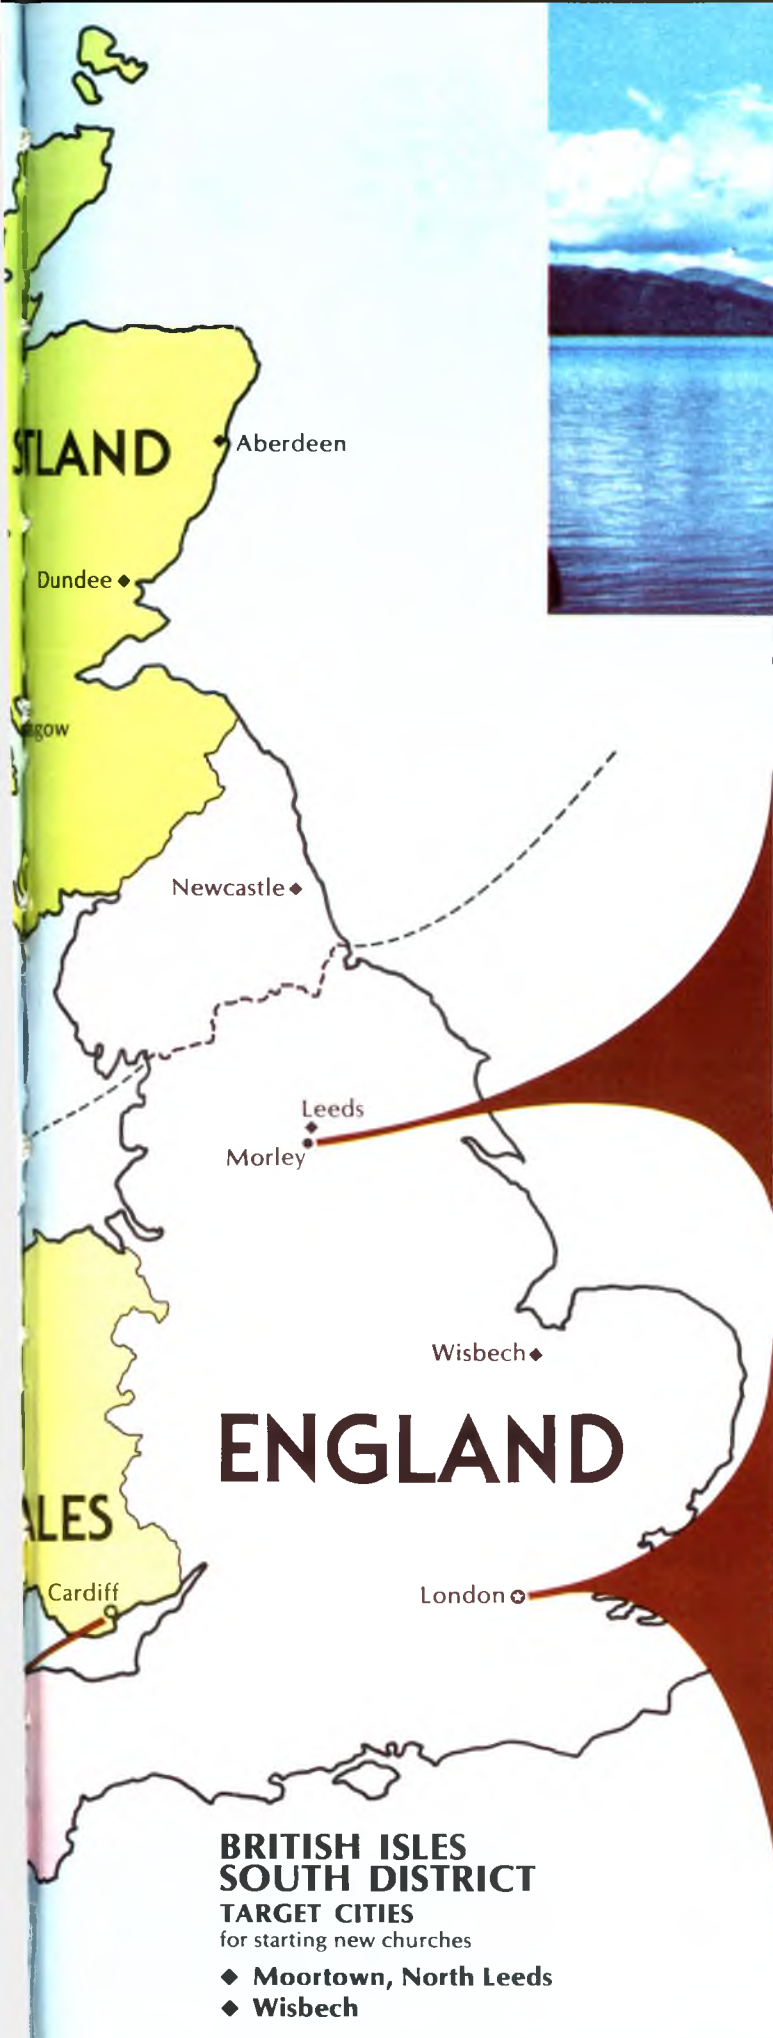 TLAND
Aberdeen
Dundee
gow
Newcastle
Leeds
Morley
Wisbech
ENGLAND
ALES
Cardiff
London
BRITISH ISLES
SOUTH DISTRICT
TARGET CITIES
for starting new churches
◆ Moortown, North Leeds
◆ Wisbech